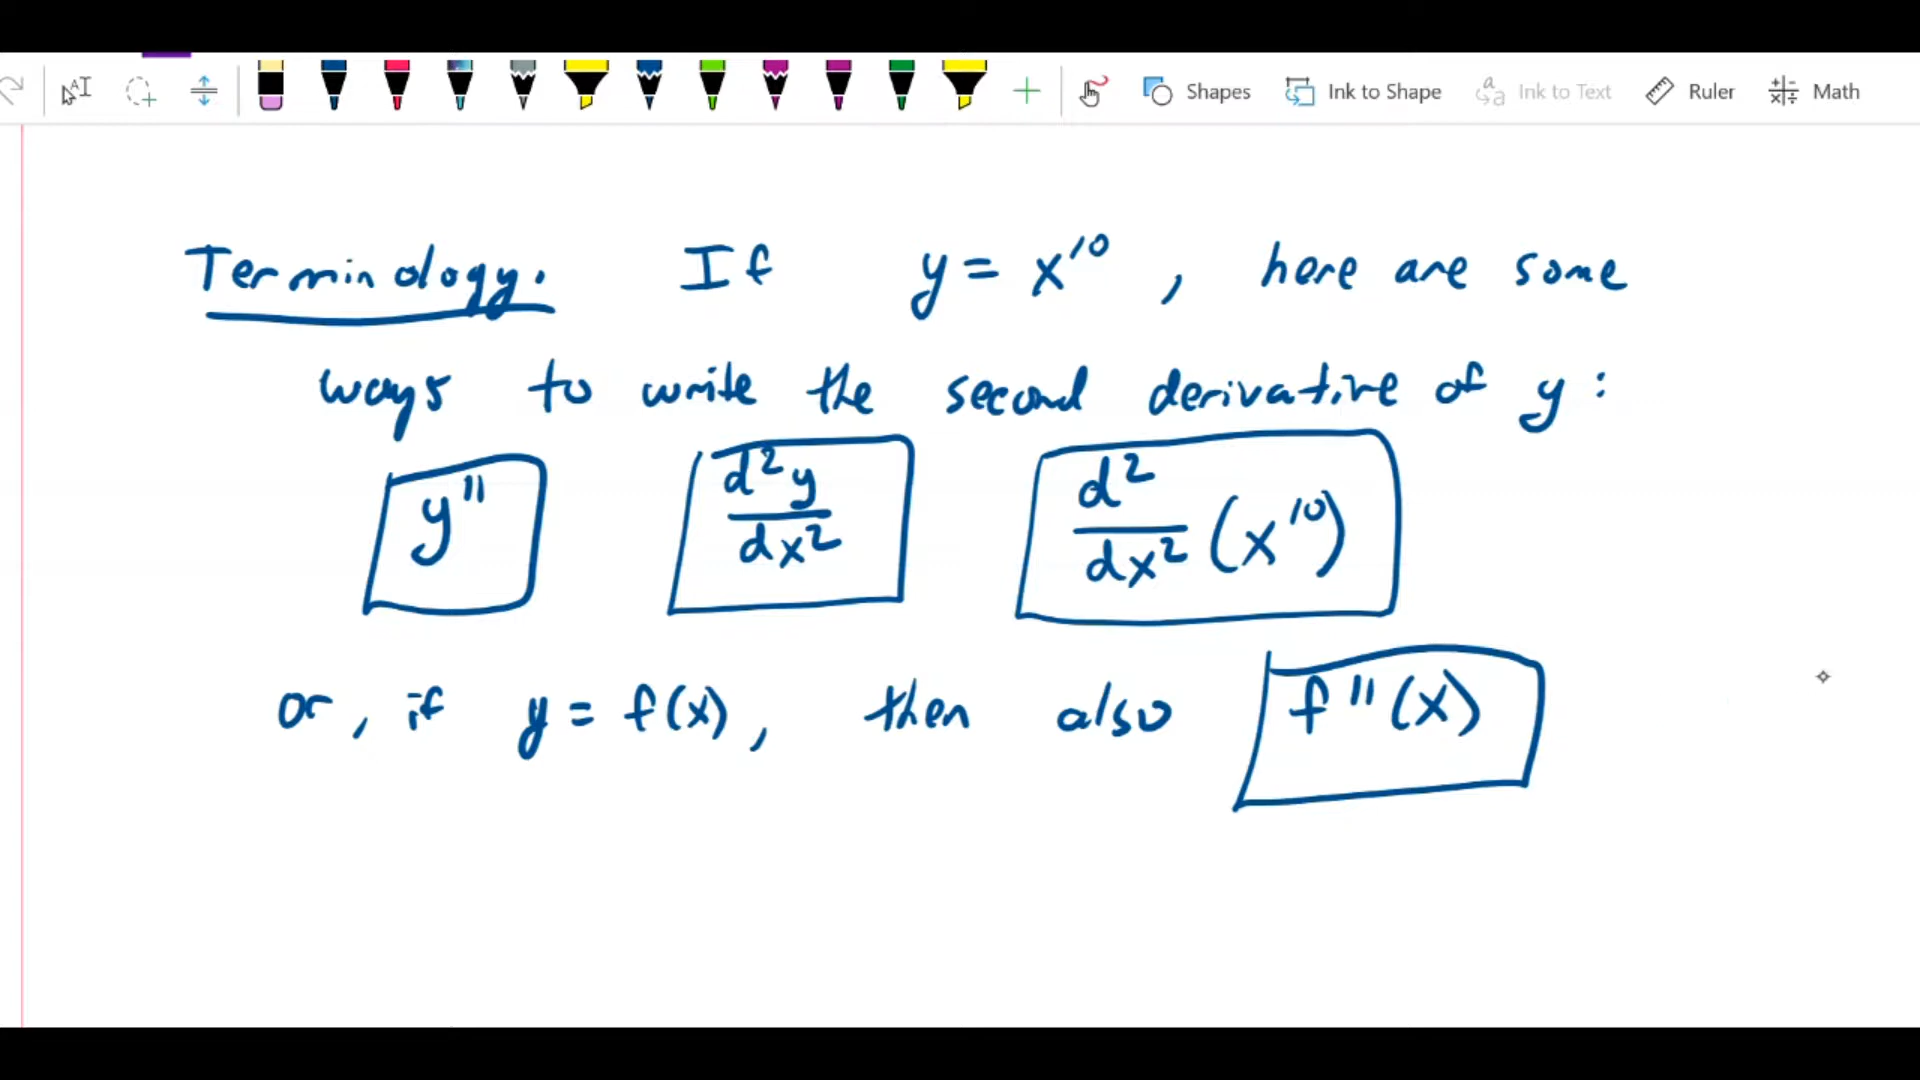 Shapes Ink to Shape Ink to Text Ruler Math
Terminology. If y = x¹⁰, here are some
ways to write the second derivative of y:
y'' d²y/dx² d²/dx² (x¹⁰)
or, if y = f(x), then also f''(x)